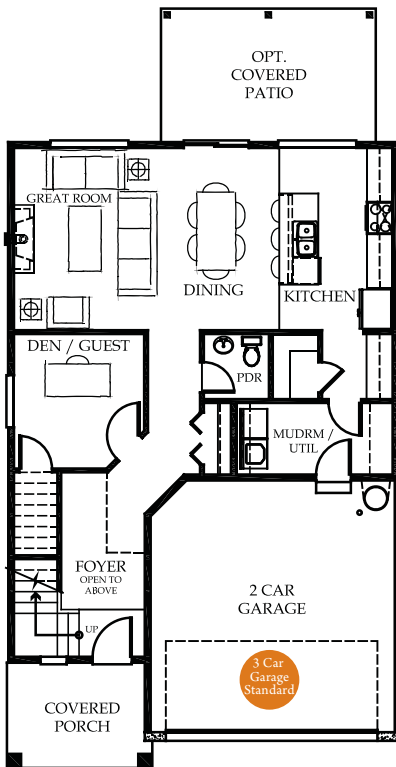 OPT.
COVERED
PATIO
GREAT ROOM
DINING
KITCHEN
DEN / GUEST
PDR
MUDRM /
UTIL
FOYER
OPEN TO
ABOVE
UP
2 CAR
GARAGE
3 Car
Garage
Standard
COVERED
PORCH